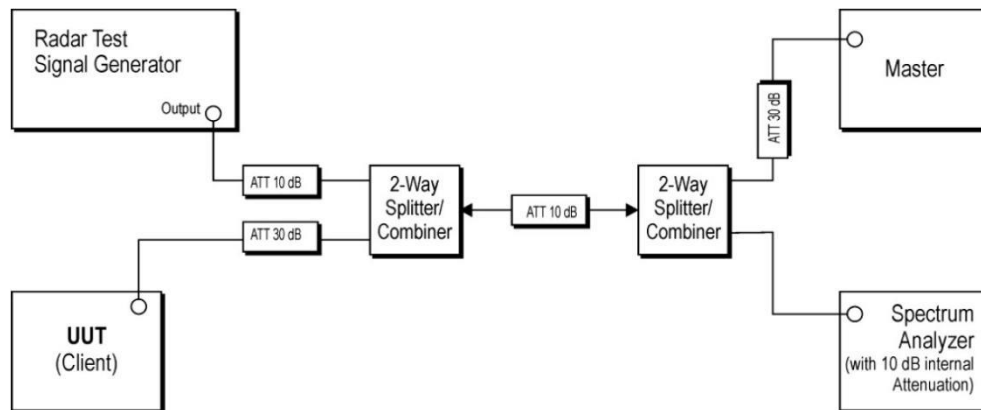 Radar Test
Signal Generator
Output
ATT 10 dB
ATT 30 dB
2-Way
Splitter/
Combiner
ATT 10 dB
2-Way
Splitter/
Combiner
ATT 30 dB
Master
UUT
(Client)
Spectrum
Analyzer
(with 10 dB internal
Attenuation)